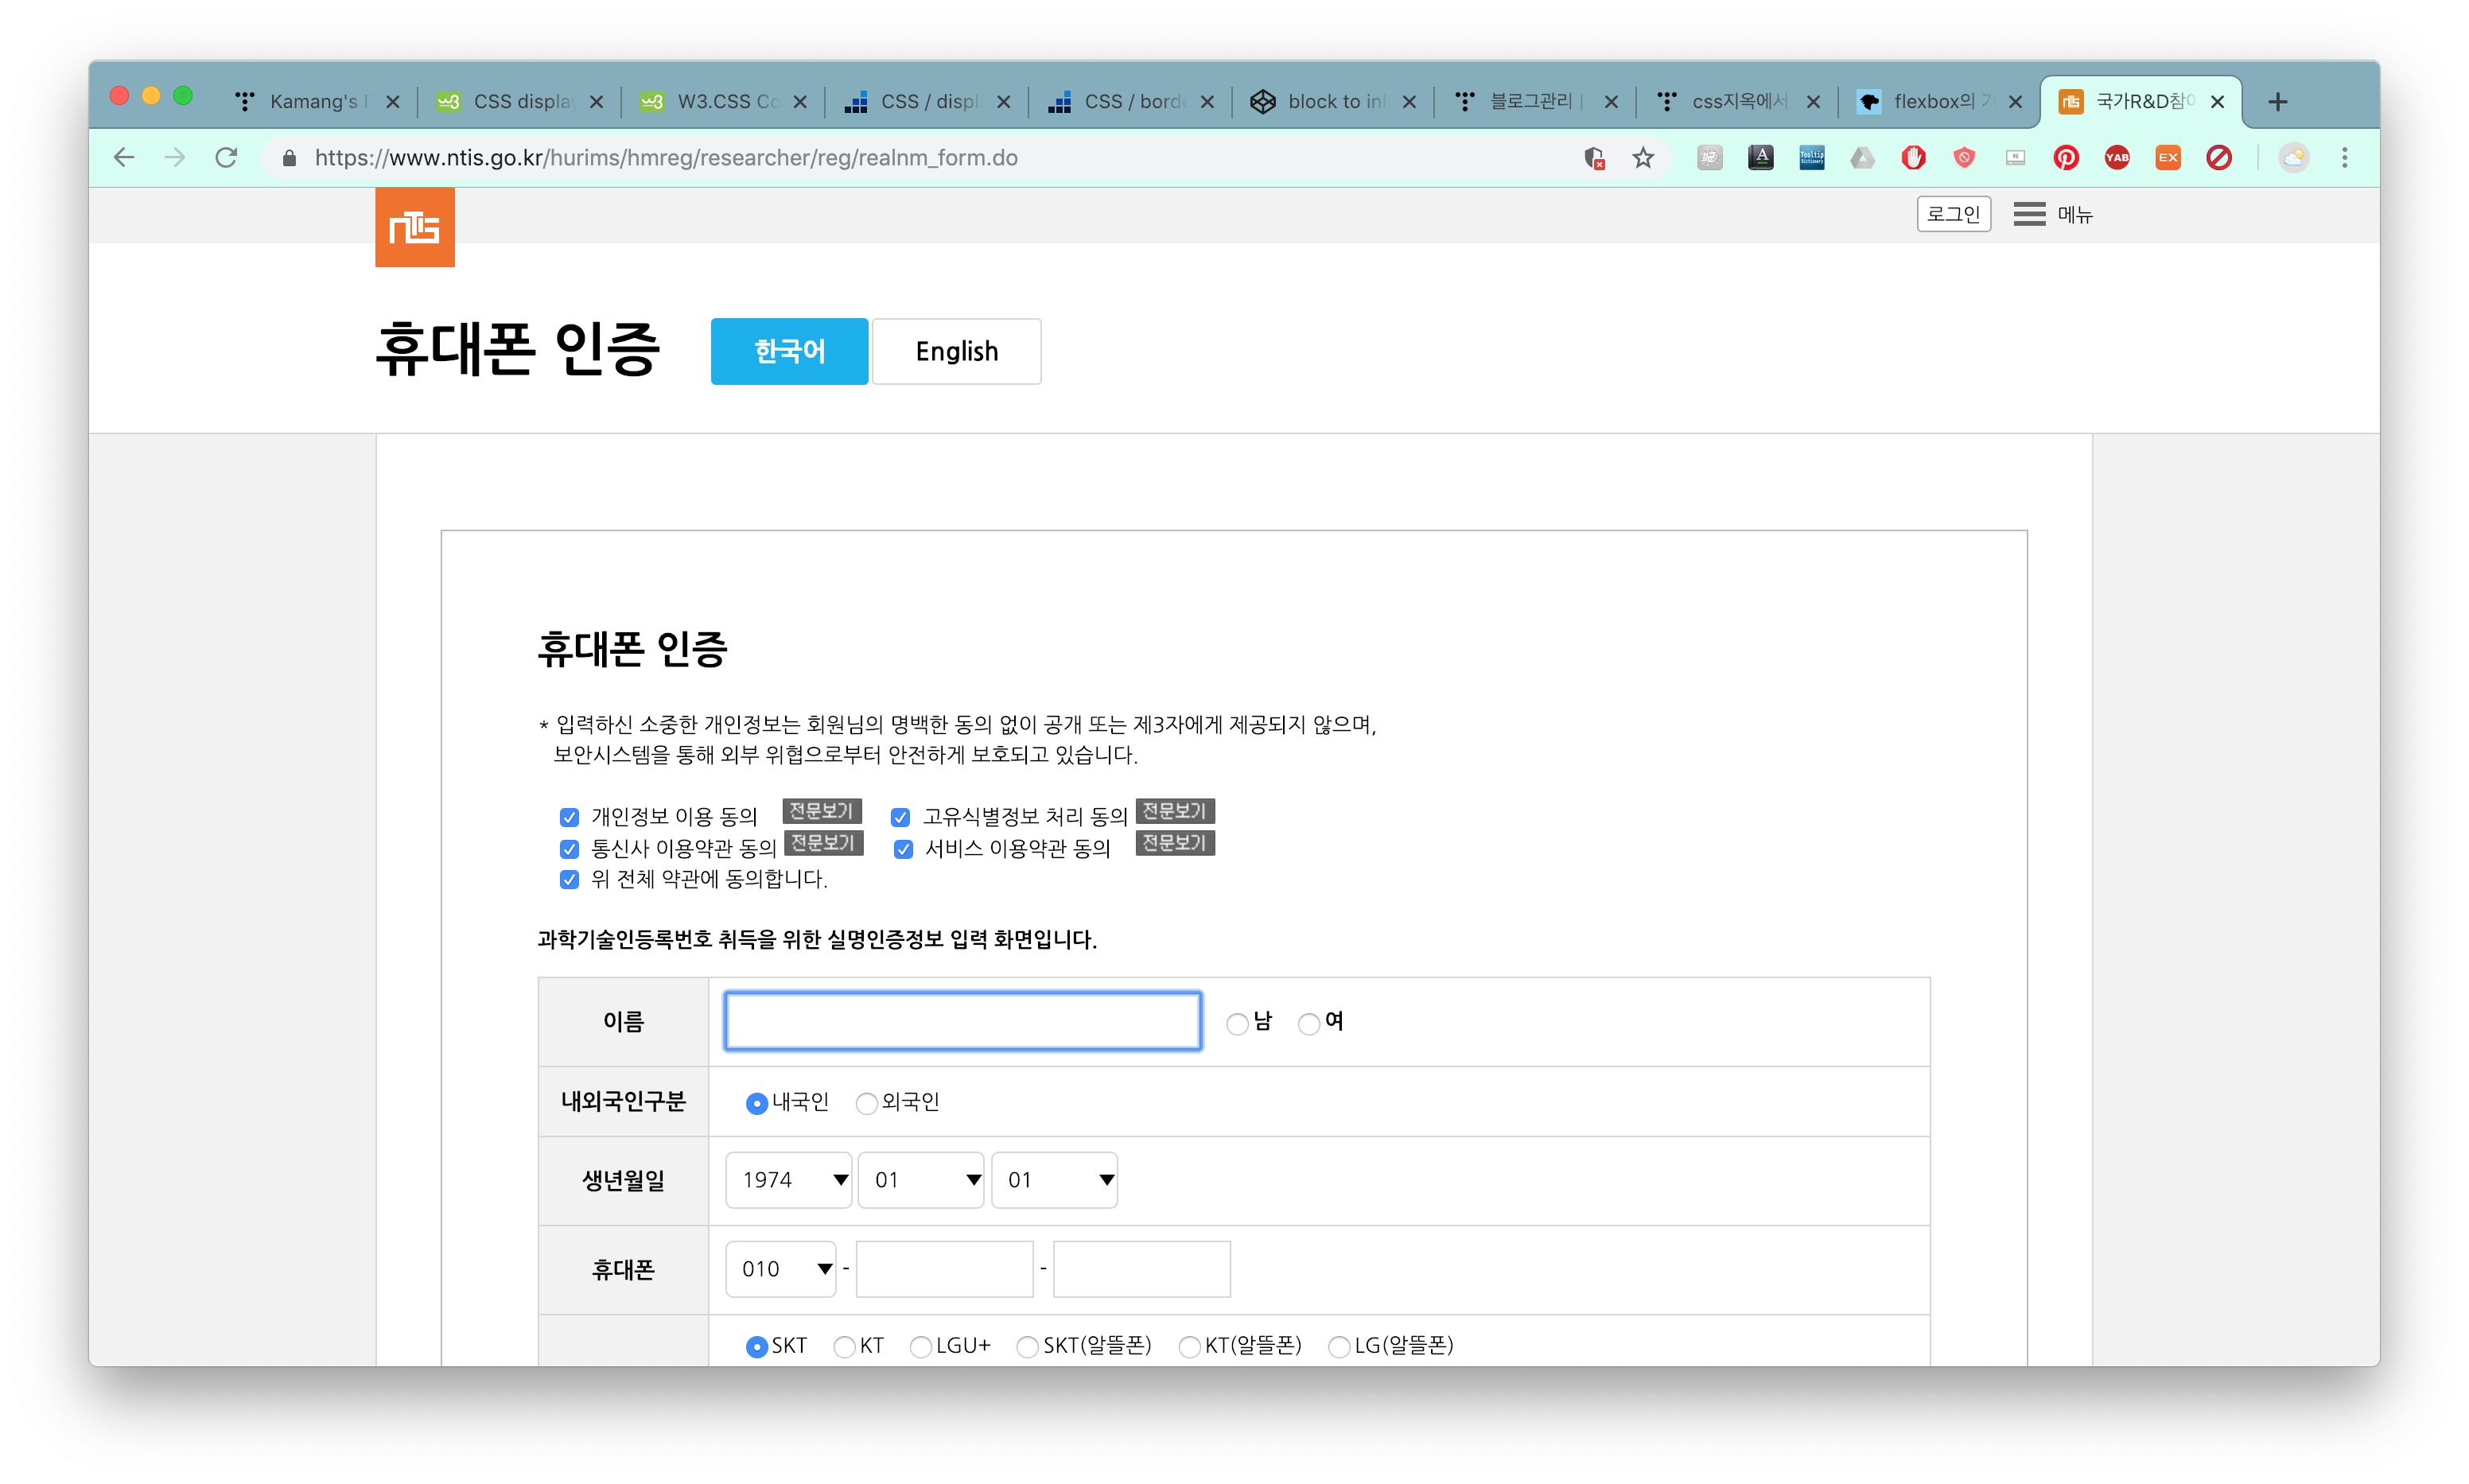 Kamang's
CSS display
W3.CSS
CSS / displ
CSS / borde
block to inl
블로그관리 |
css지옥에서
flexbox의
국가R&D참여
https://www.ntis.go.kr/hurims/hmreg/researcher/reg/realnm_form.do
A
Tooltip Dictionary
N
YAB
EX
NTIS
로그인
메뉴
휴대폰 인증
한국어
English
휴대폰 인증
* 입력하신 소중한 개인정보는 회원님의 명백한 동의 없이 공개 또는 제3자에게 제공되지 않으며,
보안시스템을 통해 외부 위협으로부터 안전하게 보호되고 있습니다.
개인정보 이용 동의 전문보기 고유식별정보 처리 동의 전문보기
통신사 이용약관 동의 전문보기 서비스 이용약관 동의 전문보기
위 전체 약관에 동의합니다.
과학기술인등록번호 취득을 위한 실명인증정보 입력 화면입니다.
이름 남 여
내외국인구분 내국인 외국인
생년월일 1974 01 01
휴대폰 010 - -
SKT KT LGU+ SKT(알뜰폰) KT(알뜰폰) LG(알뜰폰)